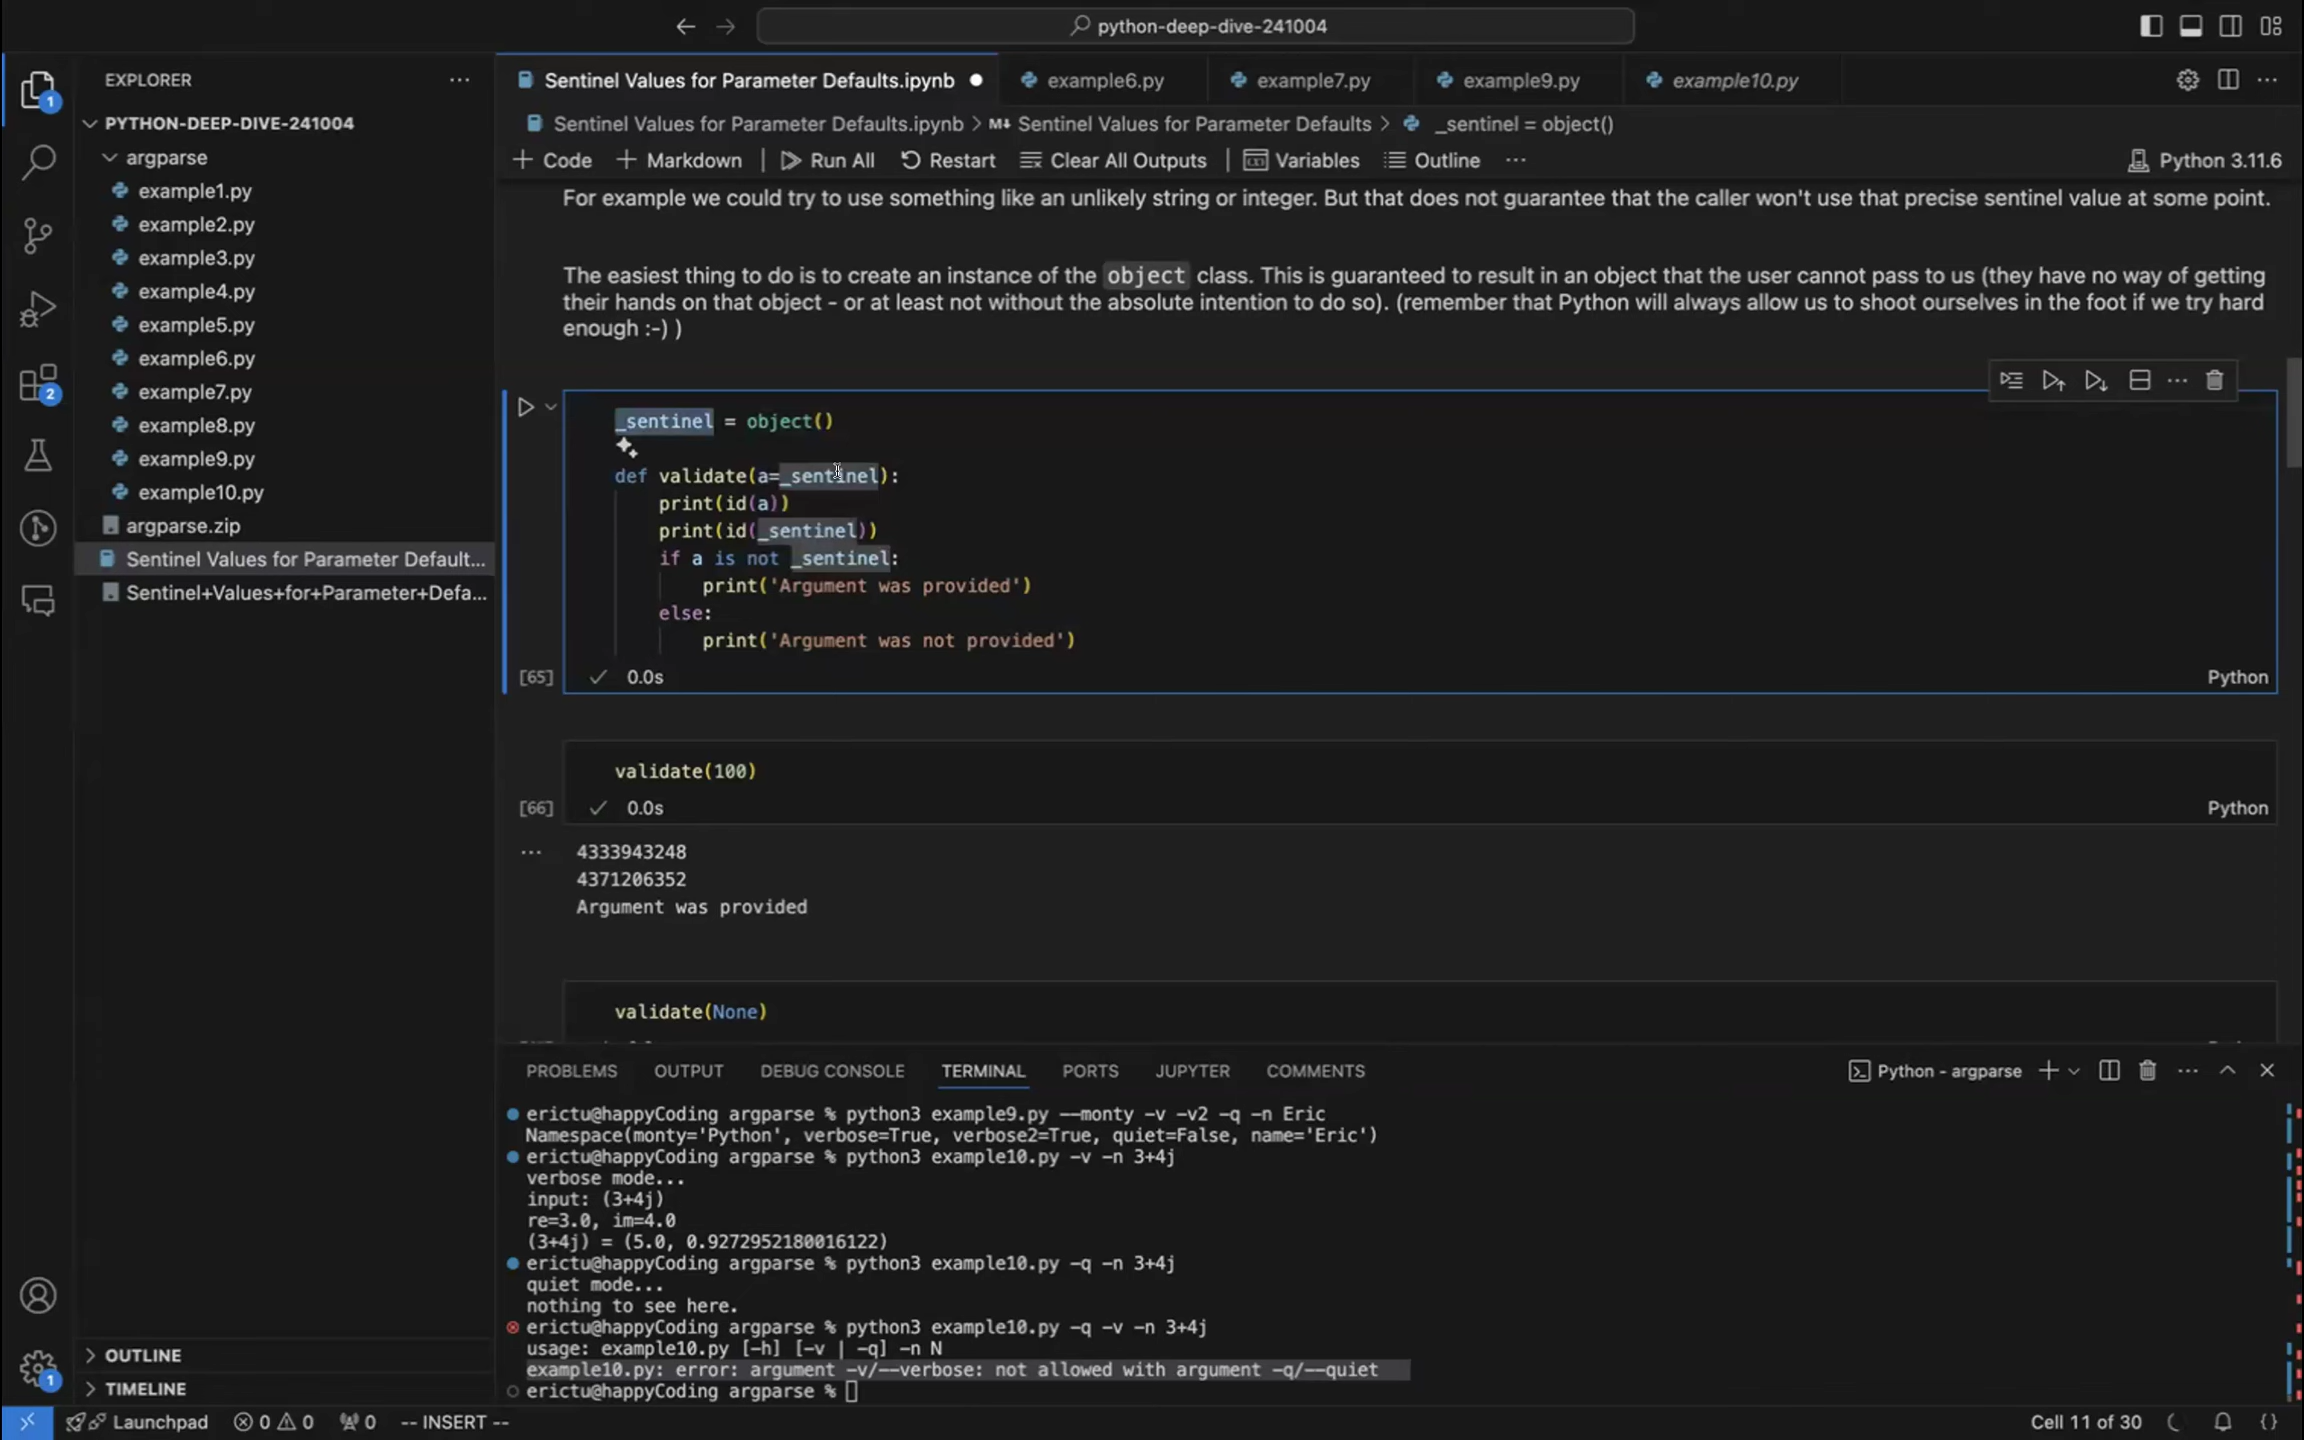 python-deep-dive-241004
EXPLORER
PYTHON-DEEP-DIVE-241004
argparse
example1.py
example2.py
example3.py
example4.py
example5.py
example6.py
example7.py
example8.py
example9.py
example10.py
argparse.zip
Sentinel Values for Parameter Default...
Sentinel+Values+for+Parameter+Defa...
OUTLINE
TIMELINE
1
2
1
Sentinel Values for Parameter Defaults.ipynb
example6.py
example7.py
example9.py
example10.py
Sentinel Values for Parameter Defaults.ipynb > M↓ Sentinel Values for Parameter Defaults > _sentinel = object()
+ Code + Markdown | Run All Restart Clear All Outputs | Variables Outline ... Python 3.11.6
For example we could try to use something like an unlikely string or integer. But that does not guarantee that the caller won't use that precise sentinel value at some point.
The easiest thing to do is to create an instance of the object class. This is guaranteed to result in an object that the user cannot pass to us (they have no way of getting
their hands on that object - or at least not without the absolute intention to do so). (remember that Python will always allow us to shoot ourselves in the foot if we try hard
enough :-) )
_sentinel = object()
def validate(a=_sentinel):
print(id(a))
print(id(_sentinel))
if a is not _sentinel:
print('Argument was provided')
else:
print('Argument was not provided')
[65] ✓ 0.0s Python
validate(100)
[66] ✓ 0.0s Python
4333943248
4371206352
Argument was provided
validate(None)
PROBLEMS OUTPUT DEBUG CONSOLE TERMINAL PORTS JUPYTER COMMENTS Python - argparse
erictu@happyCoding argparse % python3 example9.py --monty -v -v2 -q -n Eric
Namespace(monty='Python', verbose=True, verbose2=True, quiet=False, name='Eric')
erictu@happyCoding argparse % python3 example10.py -v -n 3+4j
verbose mode...
input: (3+4j)
re=3.0, im=4.0
(3+4j) = (5.0, 0.9272952180016122)
erictu@happyCoding argparse % python3 example10.py -q -n 3+4j
quiet mode...
nothing to see here.
erictu@happyCoding argparse % python3 example10.py -q -v -n 3+4j
usage: example10.py [-h] [-v | -q] -n N
example10.py: error: argument -v/--verbose: not allowed with argument -q/--quiet
erictu@happyCoding argparse %
Launchpad 0 0 0 -- INSERT -- Cell 11 of 30